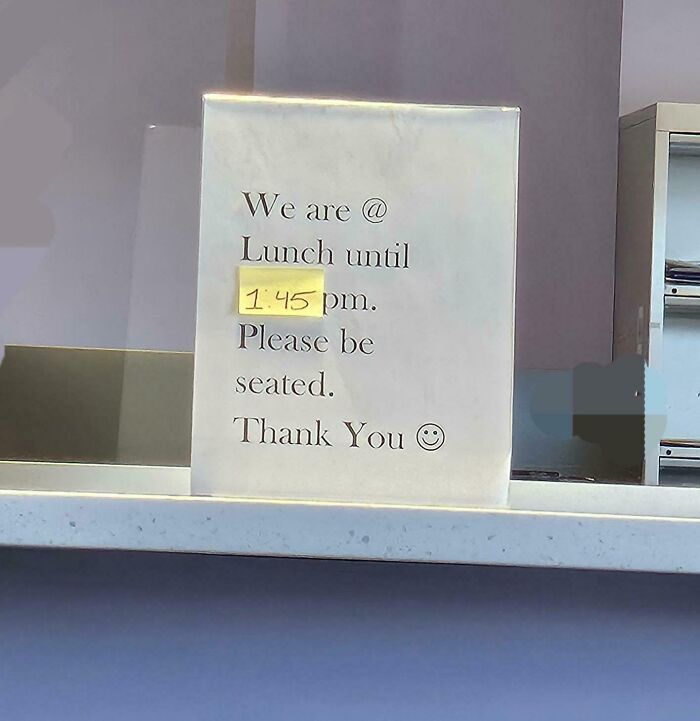 We are @
Lunch until
1:45 pm.
Please be
seated.
Thank You ☺